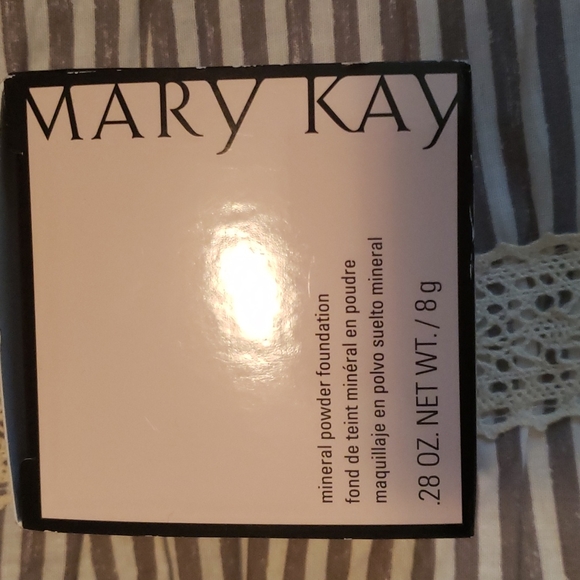 MARY KAY
mineral powder foundation
fond de teint minéral en poudre
maquillaje en polvo suelto mineral
.28 OZ. NET WT. / 8 g